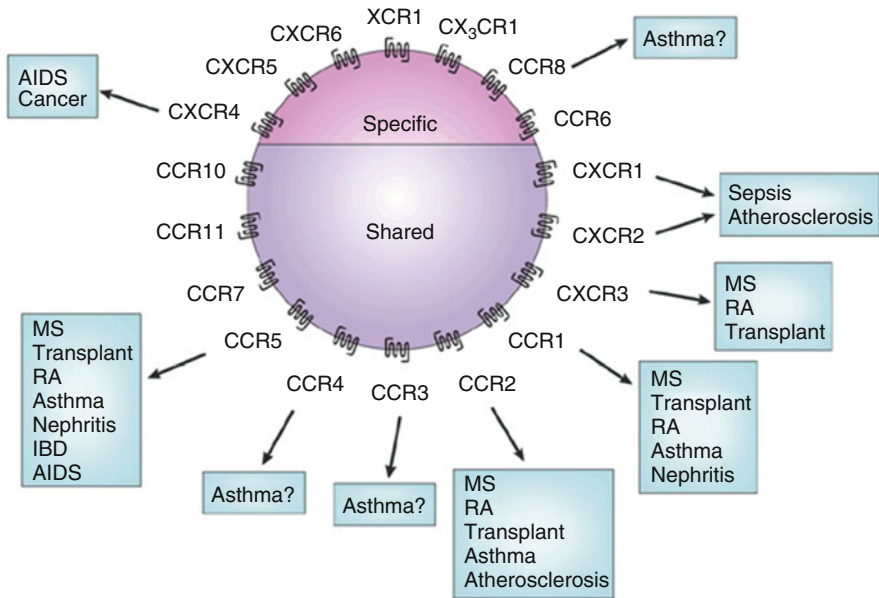 XCR1
CXCR6
CX₃CR1
CXCR5
CCR8
Asthma?
AIDS
Cancer
CXCR4
Specific
CCR6
CCR10
CXCR1
Sepsis
Atherosclerosis
CCR11
Shared
CXCR2
CCR7
CXCR3
MS
RA
Transplant
CCR5
CCR1
MS
Transplant
RA
Asthma
Nephritis
IBD
AIDS
CCR4
CCR3
CCR2
MS
Transplant
RA
Asthma
Nephritis
Asthma?
Asthma?
MS
RA
Transplant
Asthma
Atherosclerosis